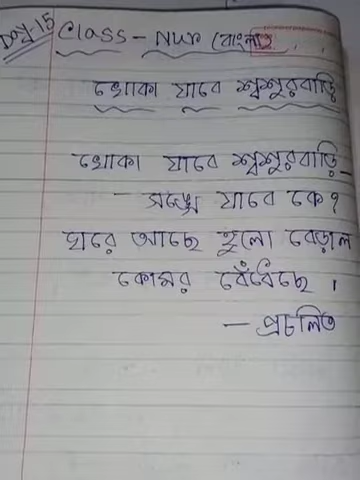 Day-15 Class - Nur (বাংলা)
খোকা যাবে শ্বশুরবাড়ি
খোকা যাবে শ্বশুরবাড়ি -
- সঙ্গে যাবে কে?
ঘরে আছে হুলো বেড়াল
কোমর বেঁধেছে।
- প্রচলিত